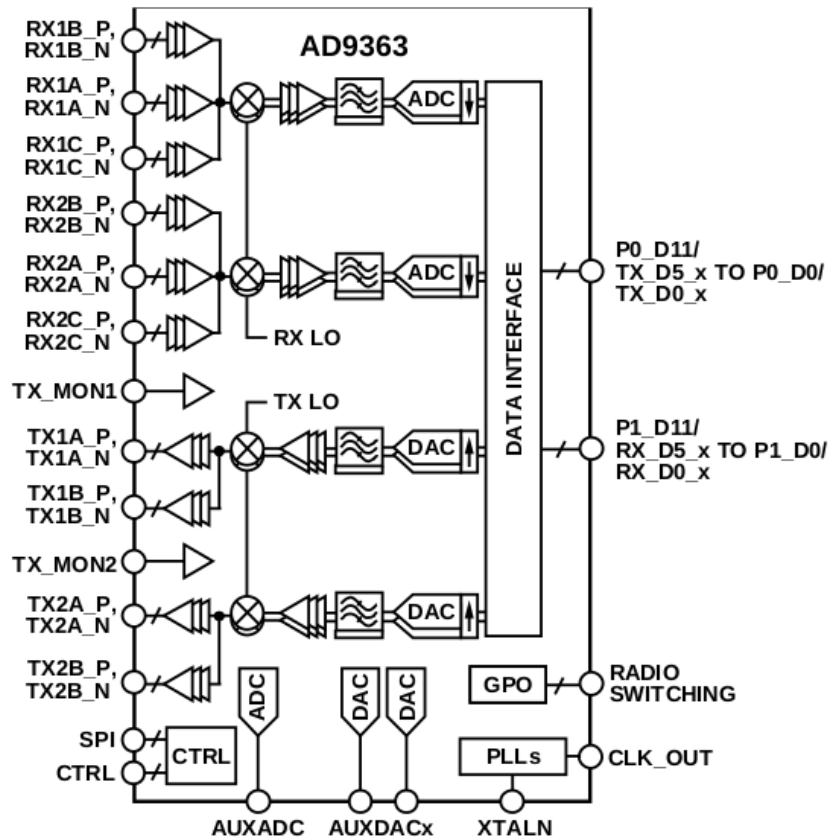 AD9363
RX1B_P,
RX1B_N
RX1A_P,
RX1A_N
RX1C_P,
RX1C_N
RX2B_P,
RX2B_N
RX2A_P,
RX2A_N
RX2C_P,
RX2C_N
TX_MON1
TX1A_P,
TX1A_N
TX1B_P,
TX1B_N
TX_MON2
TX2A_P,
TX2A_N
TX2B_P,
TX2B_N
SPI
CTRL
CTRL
ADC
ADC
RX LO
TX LO
DAC
DAC
DATA INTERFACE
P0_D11/
TX_D5_x TO P0_D0/
TX_D0_x
P1_D11/
RX_D5_x TO P1_D0/
RX_D0_x
ADC
DAC
DAC
GPO
RADIO
SWITCHING
PLLs
CLK_OUT
AUXADC
AUXDACx
XTALN